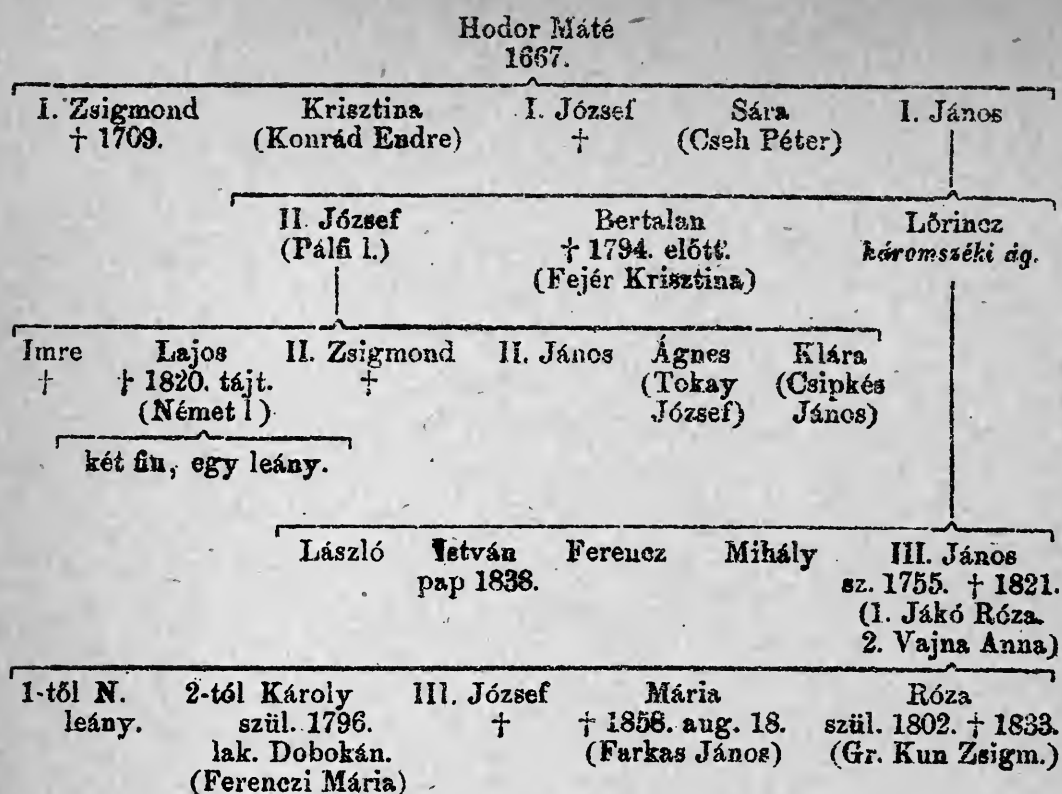 Hodor Máté
1667.
I. Zsigmond Krisztina I. József Sára I. János
† 1709. (Konrád Endre) † (Cseh Péter)
II. József Bertalan Lőrincz
(Pálfi l.) † 1794. előtt. háromszéki ág.
(Fejér Krisztina)
Imre Lajos II. Zsigmond II. János Ágnes Klára
† † 1820. tájt. † (Tokay (Csipkés
(Német l) József) János)
két fiu, egy leány.
László István Ferencz Mihály III. János
pap 1838. sz. 1755. † 1821.
(1. Jákó Róza.
2. Vajna Anna)
1-től N. 2-tól Károly III. József Mária Róza
leány. szül. 1796. † † 1858. aug. 18. szül. 1802. † 1833.
lak. Dobokán. (Farkas János) (Gr. Kun Zsigm.)
(Ferenczi Mária)